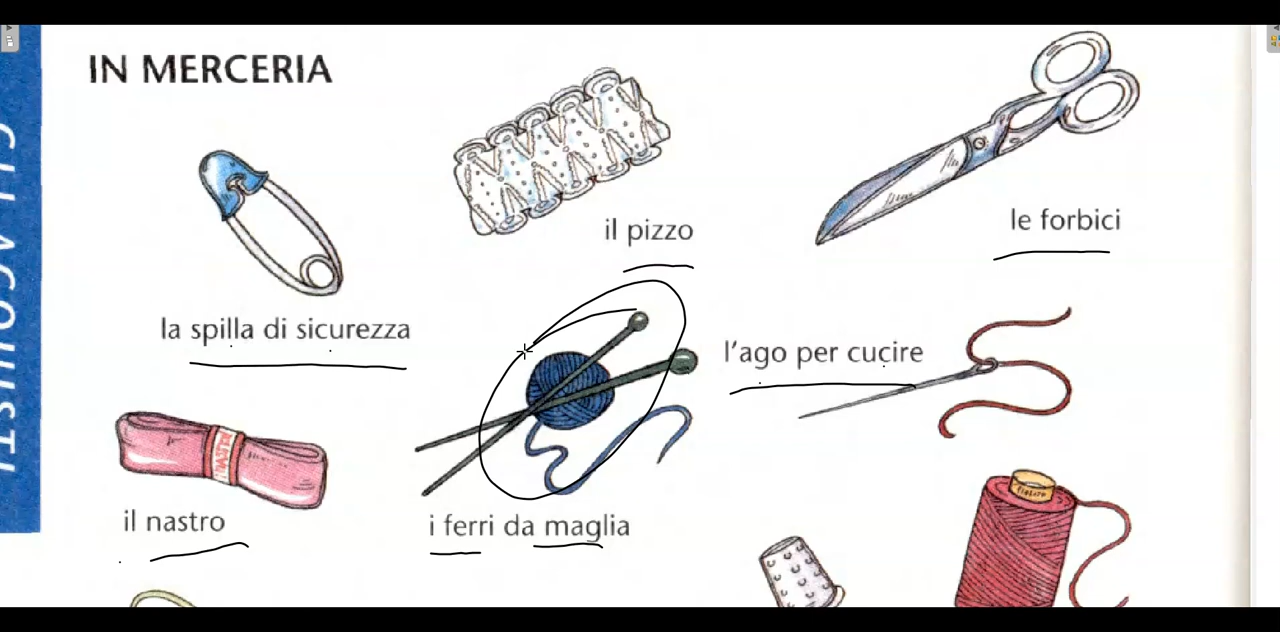 IN MERCERIA
il pizzo
le forbici
la spilla di sicurezza
l'ago per cucire
il nastro
i ferri da maglia